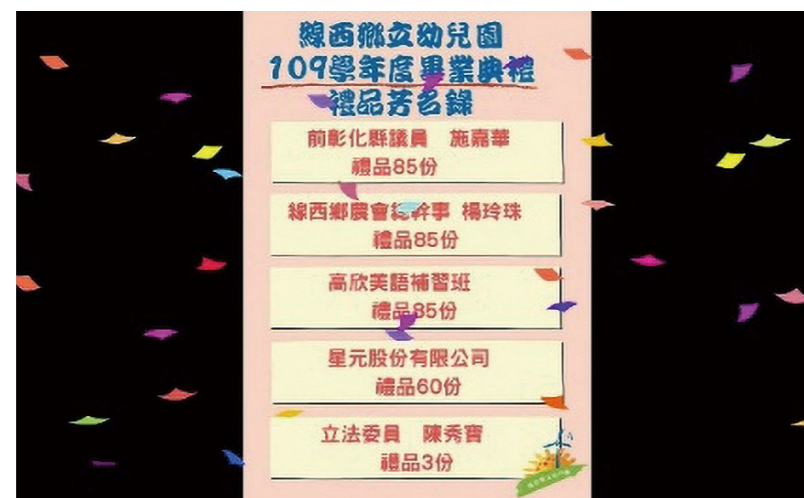 線西鄉立幼兒園
109學年度畢業典禮
禮品芳名錄
前彰化縣議員 施嘉華
禮品85份
線西鄉農會總幹事 楊玲珠
禮品85份
高欣美語補習班
禮品85份
星元股份有限公司
禮品60份
立法委員 陳秀寳
禮品3份